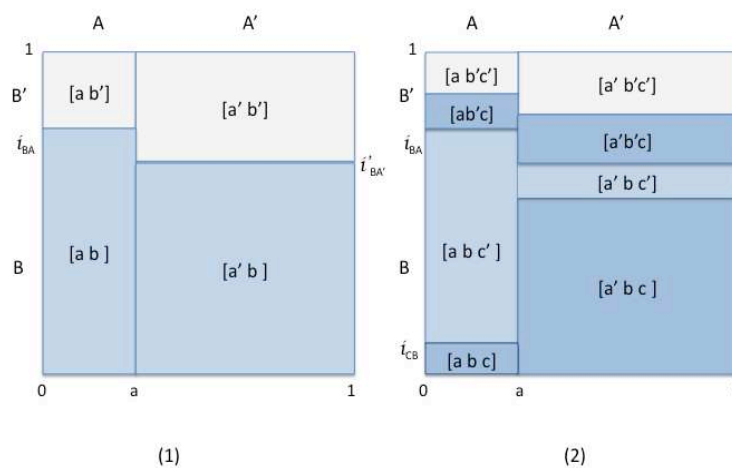 A A′ A A′
1 1
[a b′] [a′ b′] [a b′c′] [a′ b′c′]
B′ B′ [ab′c] [a′b′c]
i_BA i′_BA′ i_BA
[a′ b c′]
B [a b ] [a′ b ] B [a b c′] [a′ b c ]
i_CB [a b c]
0 a 1 0 a
(1) (2)